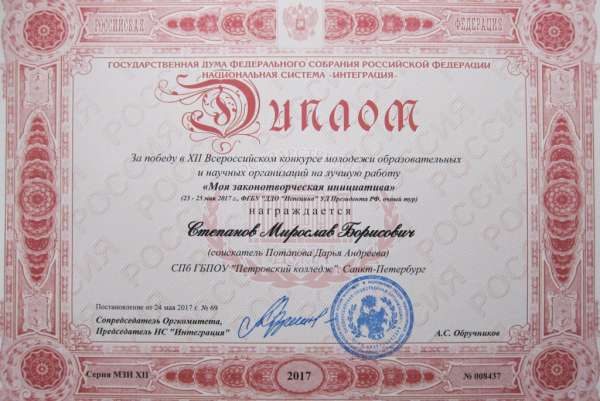 РОССИЙСКАЯ ФЕДЕРАЦИЯ
ГОСУДАРСТВЕННАЯ ДУМА ФЕДЕРАЛЬНОГО СОБРАНИЯ РОССИЙСКОЙ ФЕДЕРАЦИИ
НАЦИОНАЛЬНАЯ СИСТЕМА «ИНТЕГРАЦИЯ»
Диплом
За победу в XII Всероссийском конкурсе молодежи образовательных
и научных организаций на лучшую работу
«Моя законотворческая инициатива»
(23 - 25 мая 2017 г., ФГБУ "ДДО "Непецино" УД Президента РФ, очный тур)
награждается
Степанов Мирослав Борисович
(соискатель Потапова Дарья Андреева)
СПб ГБПОУ "Петровский колледж", Санкт-Петербург
Постановление от 24 мая 2017 г. № 69
Сопредседатель Оргкомитета,
Председатель НС "Интеграция"
А.С. Обручников
Серия МЗИ XII
2017
№ 008437